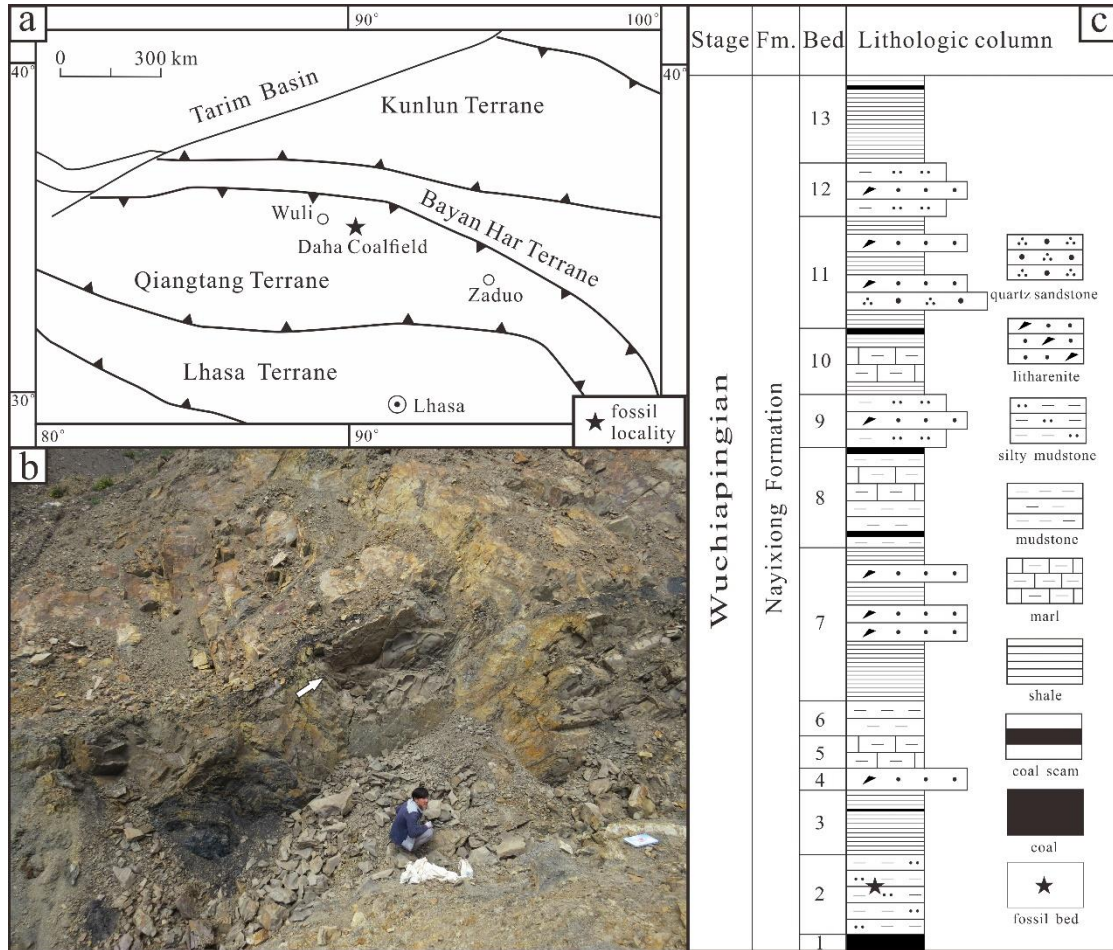 a
90°
100°
0
300 km
40°
40°
Tarim Basin
Kunlun Terrane
Wuli
Daha Coalfield
Bayan Har Terrane
Qiangtang Terrane
Zaduo
Lhasa Terrane
Lhasa
30°
fossil
locality
80°
90°
b
c
Stage
Fm.
Bed
Lithologic column
Wuchiapingian
Nayixiong Formation
13
12
11
10
9
8
7
6
5
4
3
2
1
quartz sandstone
litharenite
silty mudstone
mudstone
marl
shale
coal seam
coal
fossil bed